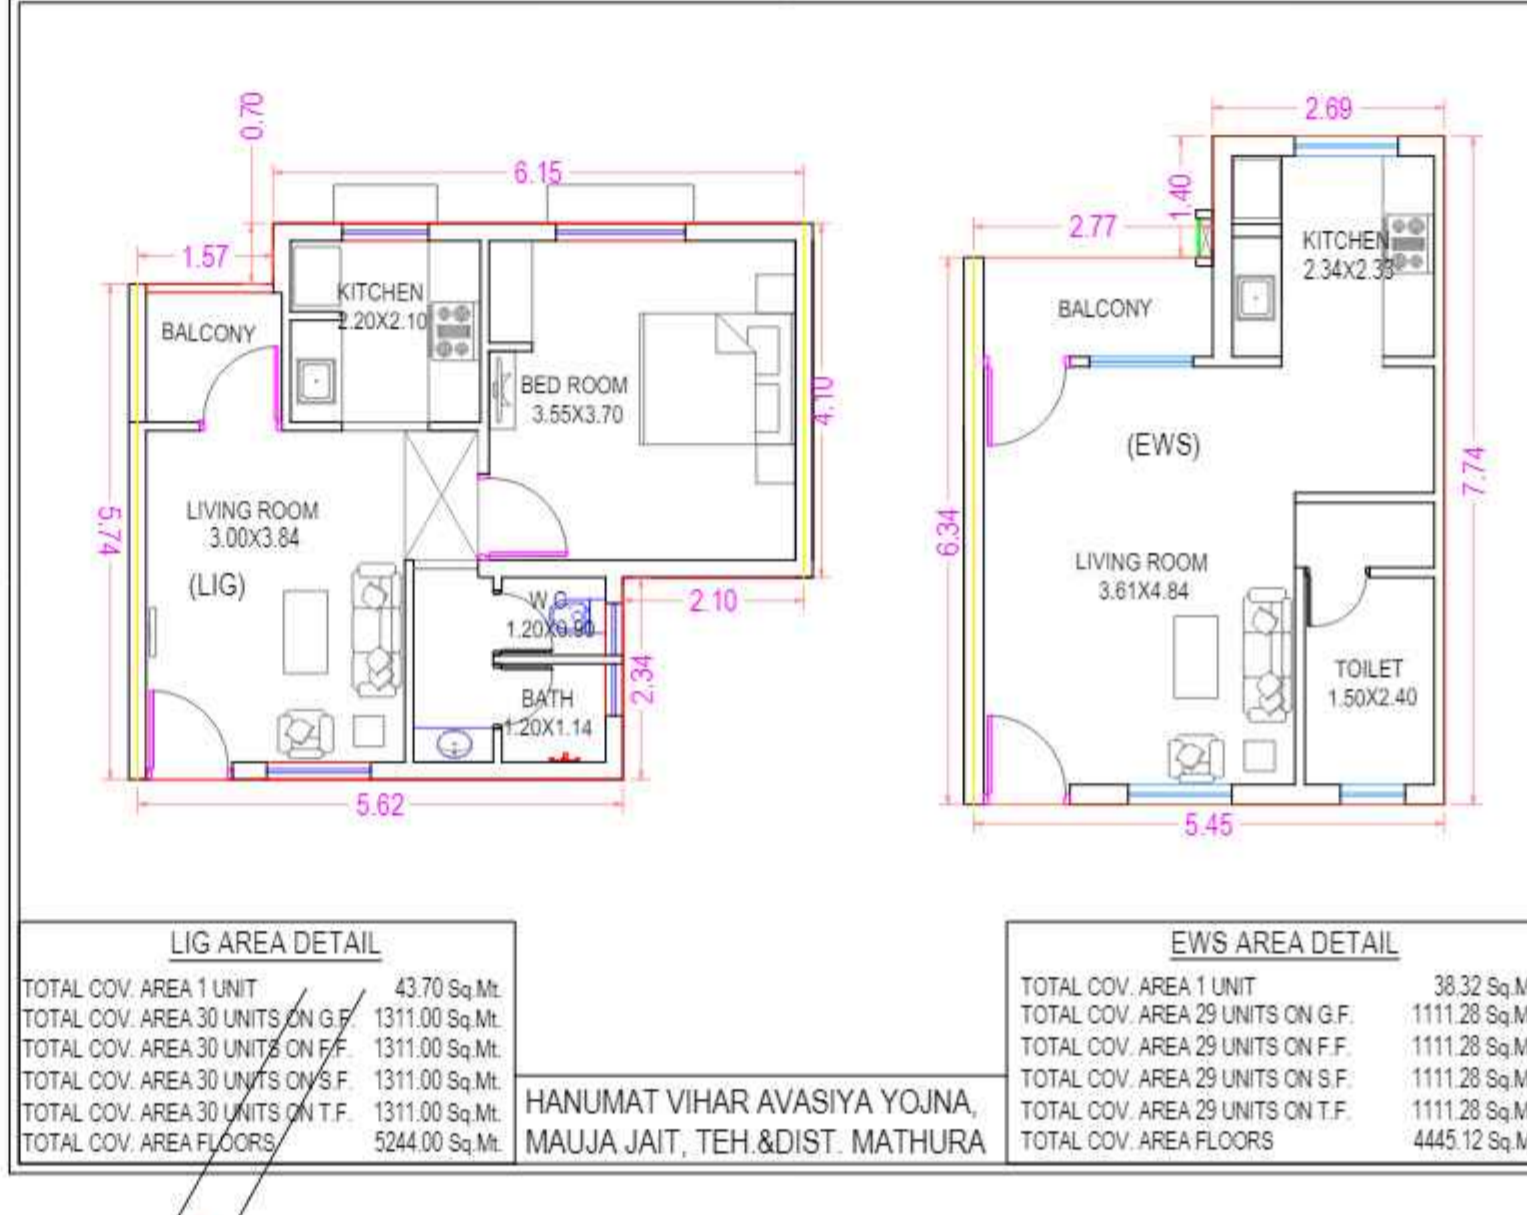 0.70
6.15
1.57
KITCHEN
2.20X2.10
BALCONY
BED ROOM
3.55X3.70
4.10
LIVING ROOM
3.00X3.84
(LIG)
5.74
W.C
1.20X0.90
2.10
2.34
BATH
1.20X1.14
5.62
2.69
1.40
2.77
KITCHEN
2.34X2.33
BALCONY
(EWS)
7.74
6.34
LIVING ROOM
3.61X4.84
TOILET
1.50X2.40
5.45
LIG AREA DETAIL
TOTAL COV. AREA 1 UNIT 43.70 Sq.Mt.
TOTAL COV. AREA 30 UNITS ON G.F. 1311.00 Sq.Mt.
TOTAL COV. AREA 30 UNITS ON F.F. 1311.00 Sq.Mt.
TOTAL COV. AREA 30 UNITS ON S.F. 1311.00 Sq.Mt.
TOTAL COV. AREA 30 UNITS ON T.F. 1311.00 Sq.Mt.
TOTAL COV. AREA FLOORS 5244.00 Sq.Mt.
HANUMAT VIHAR AVASIYA YOJNA,
MAUJA JAIT, TEH.&DIST. MATHURA
EWS AREA DETAIL
TOTAL COV. AREA 1 UNIT 38.32 Sq.M
TOTAL COV. AREA 29 UNITS ON G.F. 1111.28 Sq.M
TOTAL COV. AREA 29 UNITS ON F.F. 1111.28 Sq.M
TOTAL COV. AREA 29 UNITS ON S.F. 1111.28 Sq.M
TOTAL COV. AREA 29 UNITS ON T.F. 1111.28 Sq.M
TOTAL COV. AREA FLOORS 4445.12 Sq.M